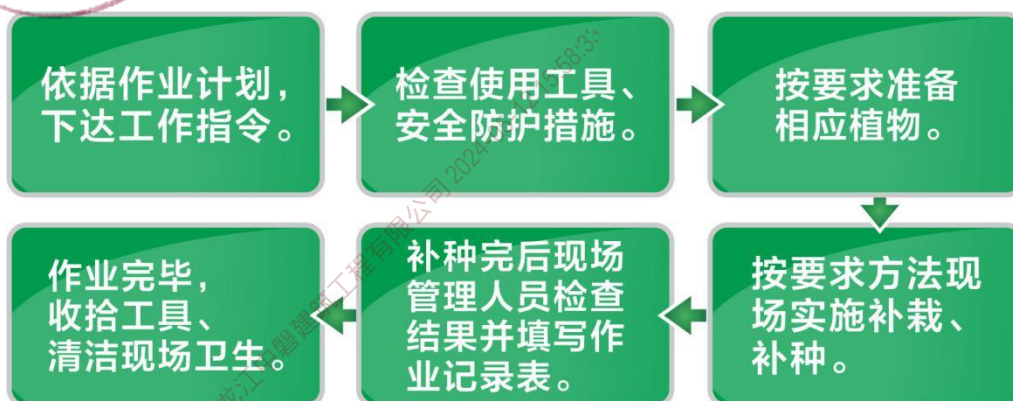 依据作业计划，
下达工作指令。
检查使用工具、
安全防护措施。
按要求准备
相应植物。
按要求方法现
场实施补栽、
补种。
补种完后现场
管理人员检查
结果并填写作
业记录表。
作业完毕，
收拾工具、
清洁现场卫生。